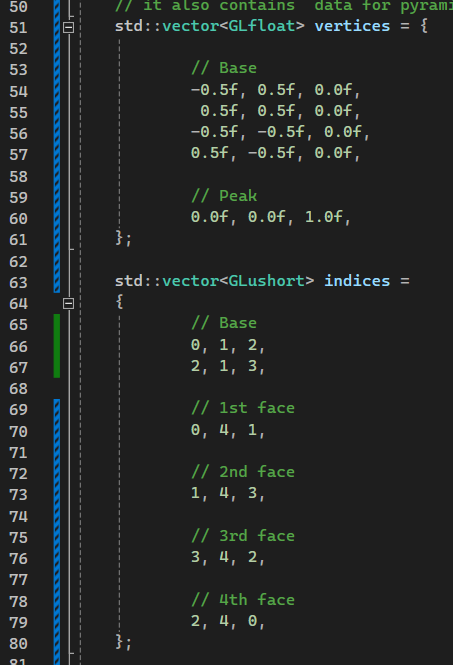 50 // it also contains  data for pyrami
51 std::vector<GLfloat> vertices = {
52
53 // Base
54 -0.5f, 0.5f, 0.0f,
55 0.5f, 0.5f, 0.0f,
56 -0.5f, -0.5f, 0.0f,
57 0.5f, -0.5f, 0.0f,
58
59 // Peak
60 0.0f, 0.0f, 1.0f,
61 };
62
63 std::vector<GLushort> indices =
64 {
65 // Base
66 0, 1, 2,
67 2, 1, 3,
68
69 // 1st face
70 0, 4, 1,
71
72 // 2nd face
73 1, 4, 3,
74
75 // 3rd face
76 3, 4, 2,
77
78 // 4th face
79 2, 4, 0,
80 };
81